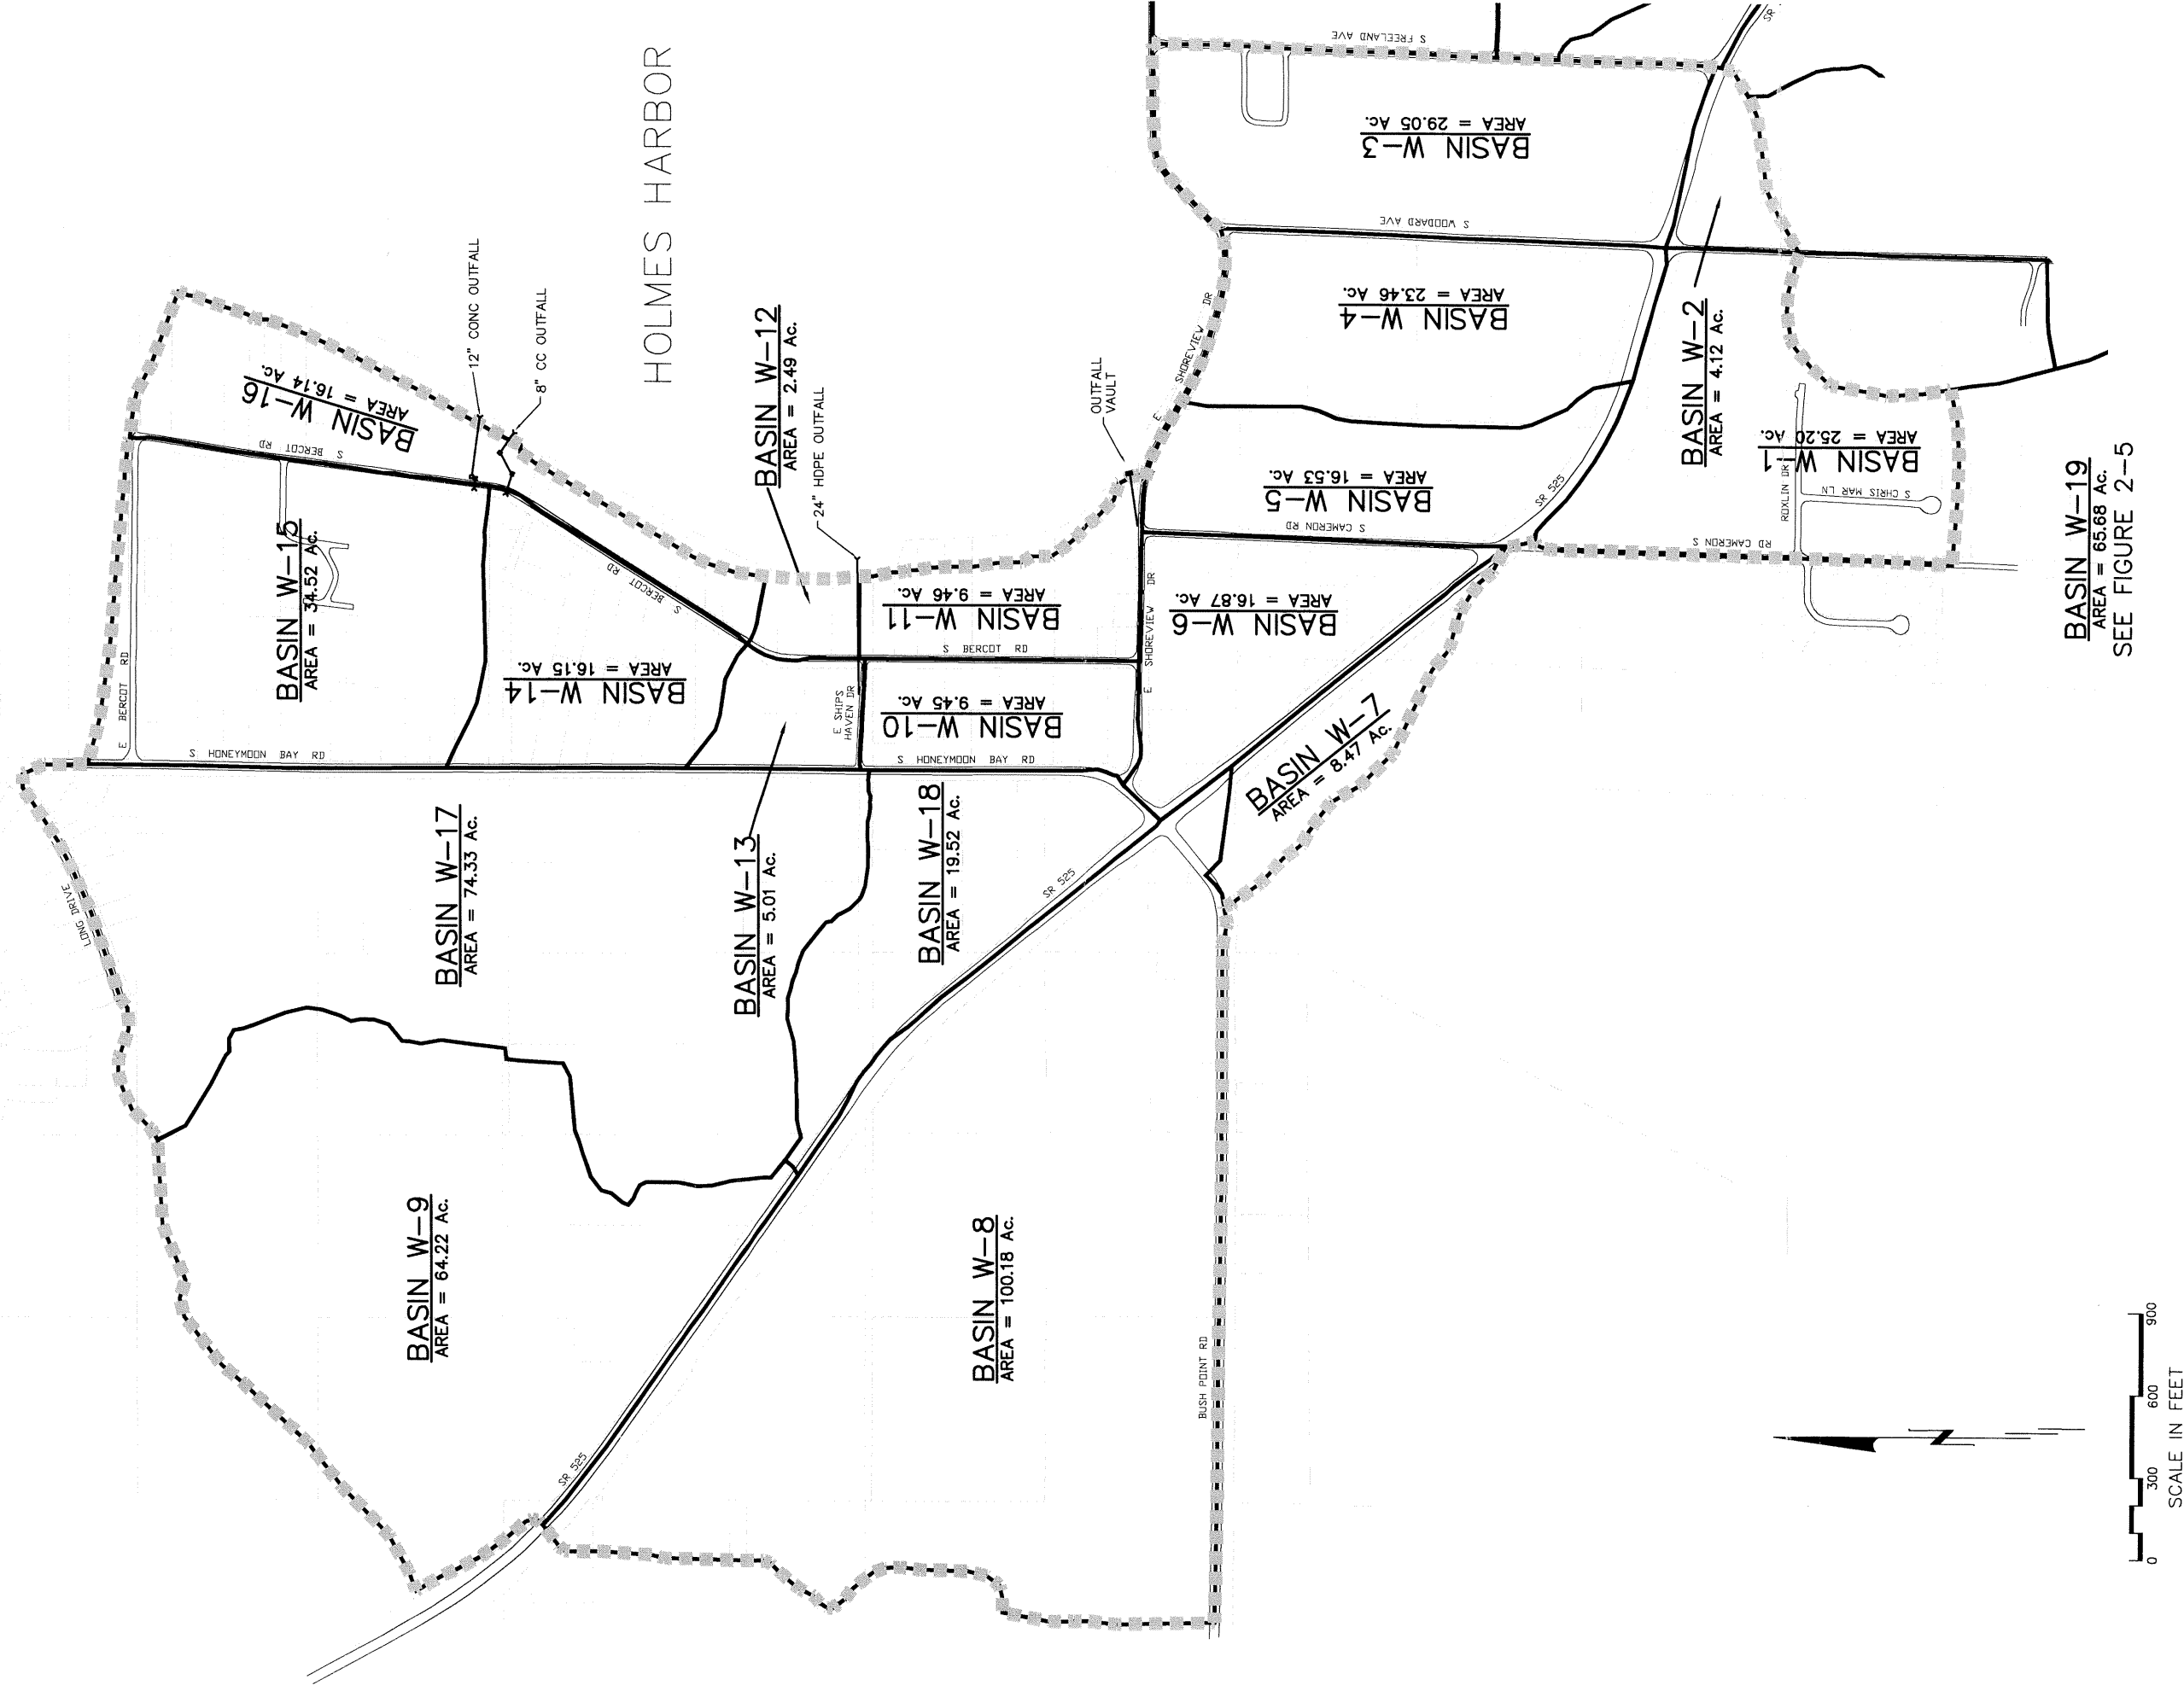 HOLMES HARBOR
S FREELAND AVE
SR
BASIN W-3
AREA = 29.05 Ac.
S WODDARD AVE
BASIN W-4
AREA = 23.46 Ac.
BASIN W-2
AREA = 4.12 Ac.
BASIN W-1
AREA = 25.20 Ac.
ROXLIN DR
S CHRIS MAR LN
RD CAMERON S
BASIN W-19
AREA = 65.68 Ac.
SEE FIGURE 2-5
BASIN W-5
AREA = 16.53 Ac
S CAMERON RD
SR 525
E SHOREVIEW DR
OUTFALL
VAULT
12" CONC OUTFALL
8" CC OUTFALL
BASIN W-12
AREA = 2.49 Ac.
24" HDPE OUTFALL
BASIN W-16
AREA = 16.14 Ac.
S BERCOT RD
S BERCOT RD
BASIN W-15
AREA = 34.52 Ac.
BASIN W-14
AREA = 16.15 Ac.
BASIN W-11
AREA = 9.46 Ac.
S BERCOT RD
BASIN W-10
AREA = 9.45 Ac.
E SHIPS
HAVEN DR
BASIN W-6
AREA = 16.87 Ac.
E SHOREVIEW DR
E BERCOT RD
S HONEYMOON BAY RD
S HONEYMOON BAY RD
BASIN W-7
AREA = 8.47 Ac.
LONG DRIVE
BASIN W-17
AREA = 74.33 Ac.
BASIN W-13
AREA = 5.01 Ac.
BASIN W-18
AREA = 19.52 Ac.
SR 525
BASIN W-9
AREA = 64.22 Ac.
BASIN W-8
AREA = 100.18 Ac.
SR 525
BUSH POINT RD
0 300 600 900
SCALE IN FEET